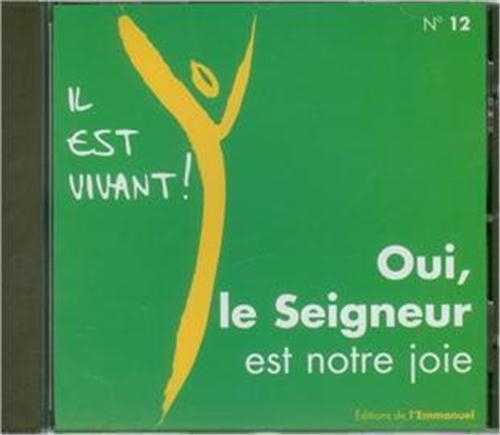 N° 12
IL
EST
VIVANT!
Oui,
le Seigneur
est notre joie
Éditions de l'Emmanuel